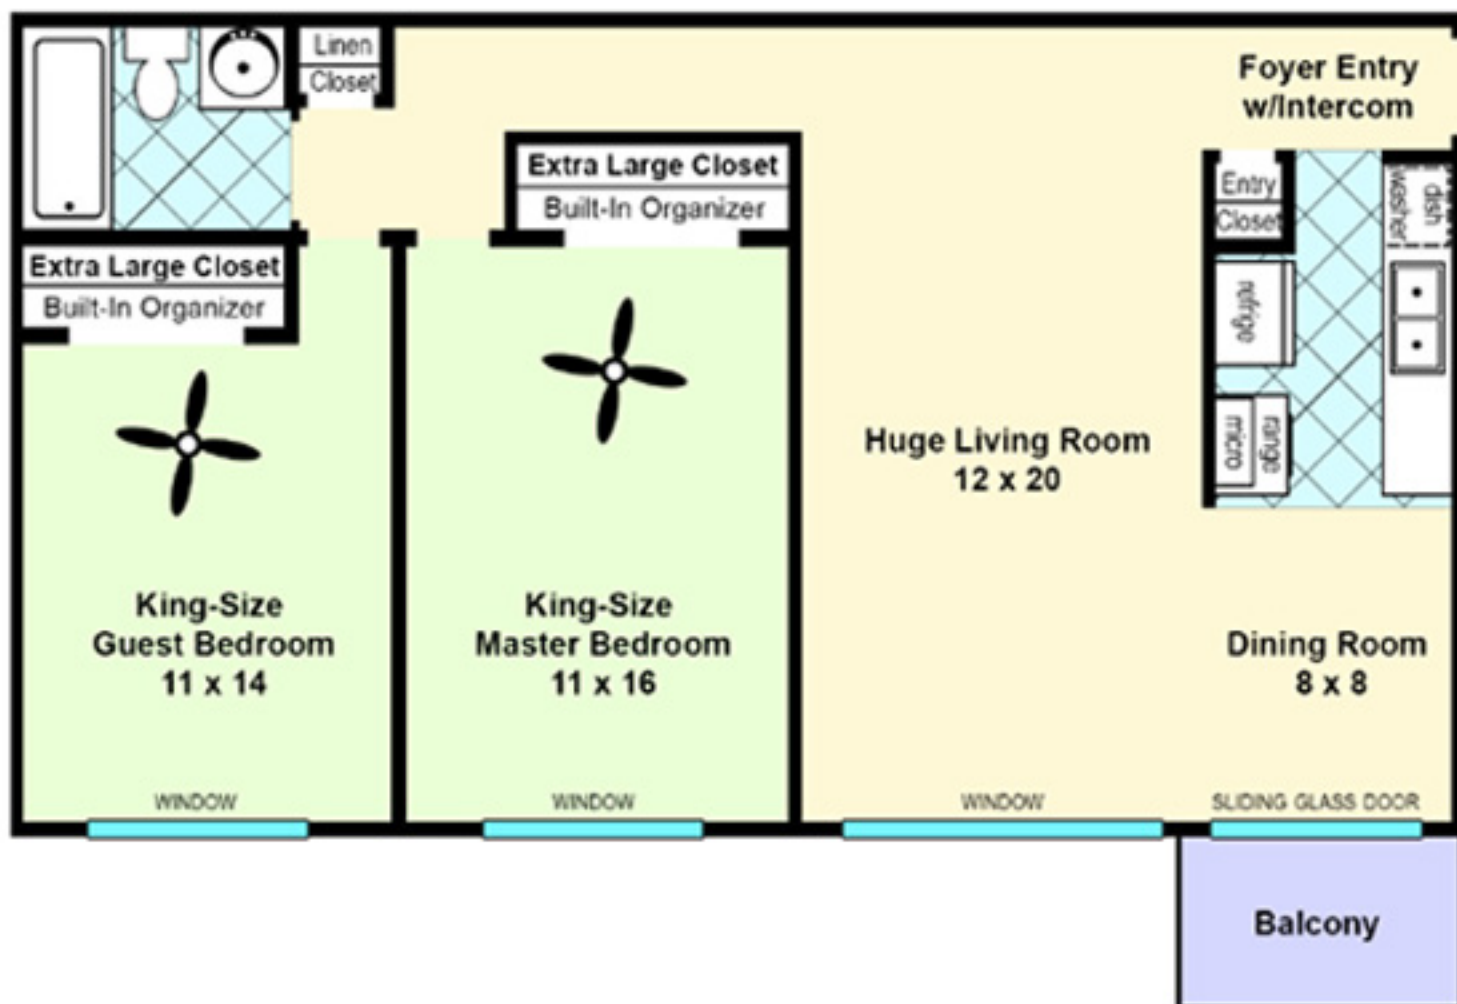 Linen
Closet
Foyer Entry
w/Intercom
Extra Large Closet
Built-In Organizer
Entry
Closet
dish
washer
Extra Large Closet
Built-In Organizer
refrige
range
micro
Huge Living Room
12 x 20
King-Size
Guest Bedroom
11 x 14
King-Size
Master Bedroom
11 x 16
Dining Room
8 x 8
WINDOW
WINDOW
WINDOW
SLIDING GLASS DOOR
Balcony